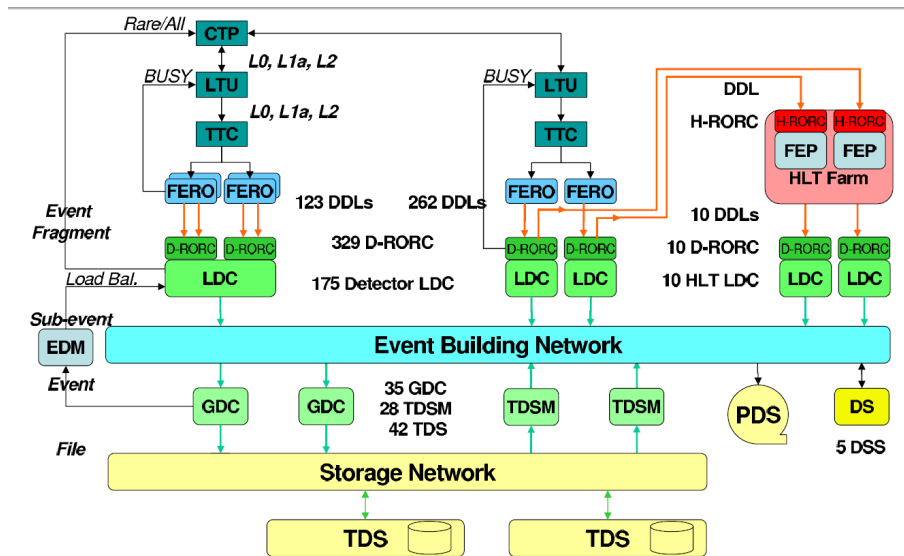 Rare/All
CTP
L0, L1a, L2
BUSY
LTU
BUSY
LTU
DDL
L0, L1a, L2
H-RORC
H-RORC
H-RORC
TTC
TTC
FEP
FEP
HLT Farm
FERO
FERO
FERO
FERO
123 DDLs
262 DDLs
Event
Fragment
10 DDLs
D-RORC
D-RORC
329 D-RORC
D-RORC
D-RORC
10 D-RORC
D-RORC
D-RORC
Load Bal.
LDC
175 Detector LDC
LDC
LDC
10 HLT LDC
LDC
LDC
Sub-event
EDM
Event Building Network
Event
GDC
GDC
35 GDC
28 TDSM
42 TDS
TDSM
TDSM
PDS
DS
File
5 DSS
Storage Network
TDS
TDS